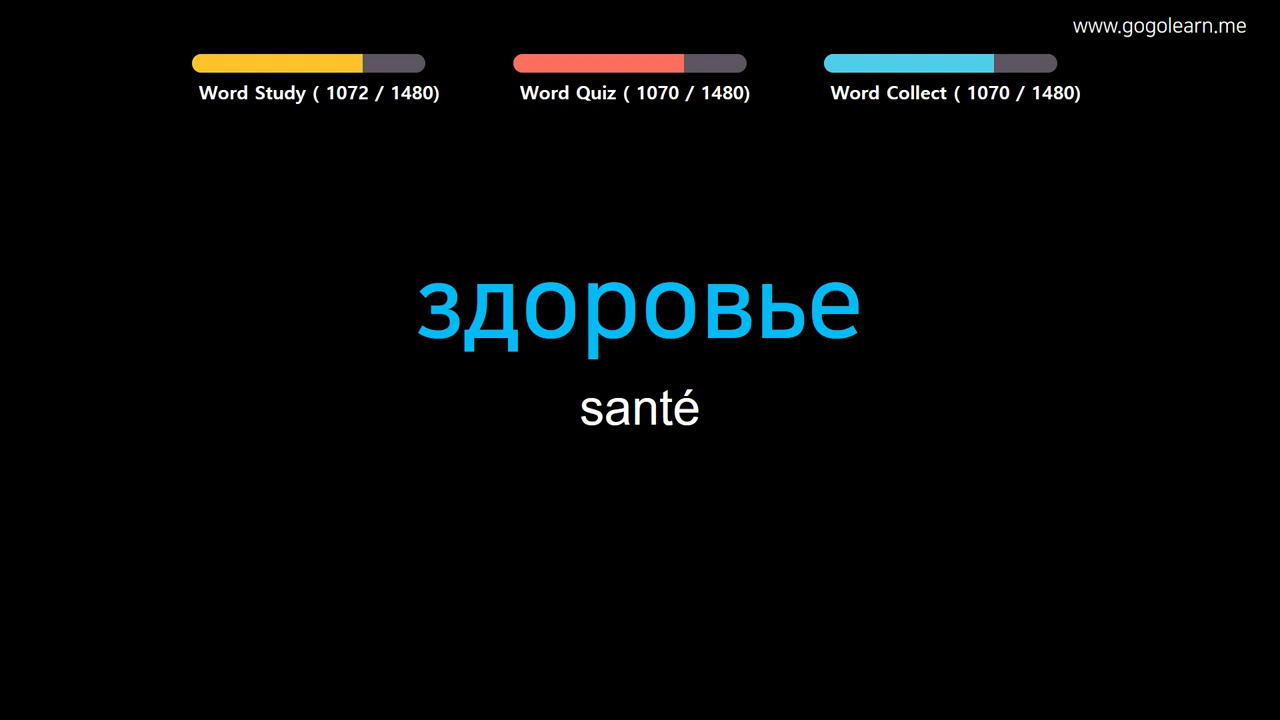 www.gogolearn.me
Word Study ( 1072 / 1480)
Word Quiz ( 1070 / 1480)
Word Collect ( 1070 / 1480)
здоровье
santé